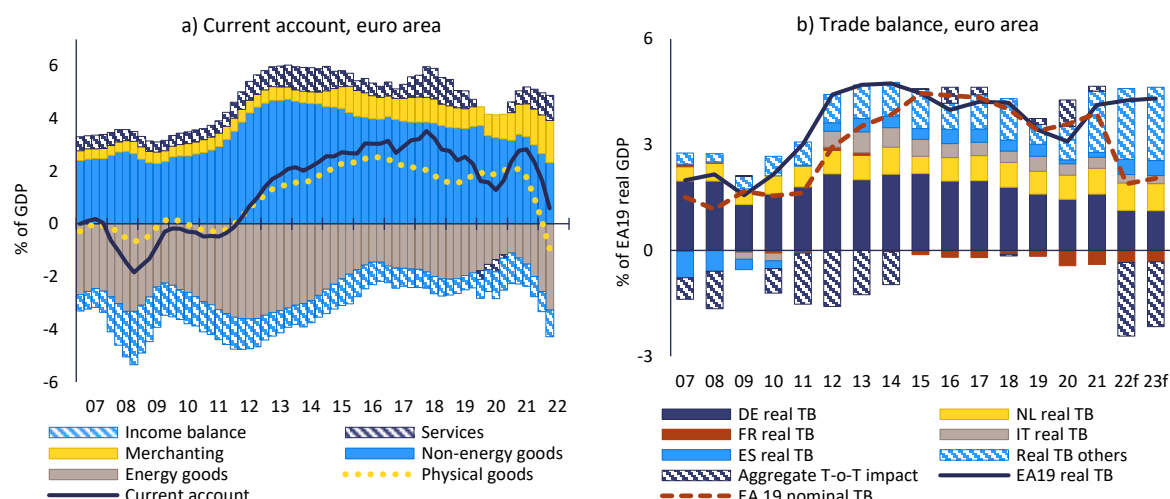 a) Current account, euro area
% of GDP
6
4
2
0
-2
-4
-6
07 08 09 10 11 12 13 14 15 16 17 18 19 20 21 22
Income balance
Services
Merchanting
Non-energy goods
Energy goods
Physical goods
Current account
b) Trade balance, euro area
% of EA19 real GDP
6
3
0
-3
07 08 09 10 11 12 13 14 15 16 17 18 19 20 21 22f 23f
DE real TB
NL real TB
FR real TB
IT real TB
ES real TB
Real TB others
Aggregate T-o-T impact
EA19 real TB
EA 19 nominal TB